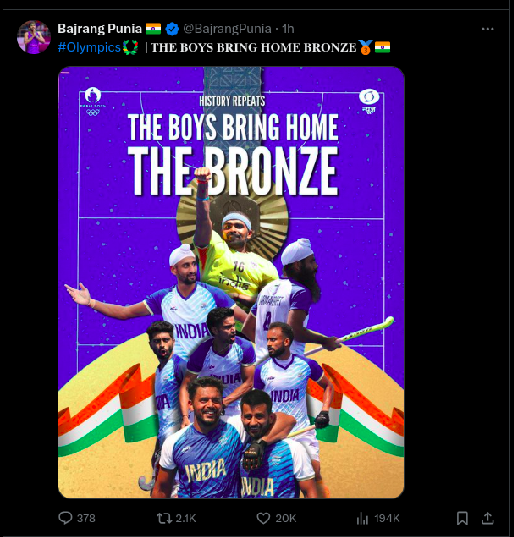 Bajrang Punia 🇮🇳 @BajrangPunia · 1h
#Olympics | THE BOYS BRING HOME BRONZE🥉🇮🇳
HISTORY REPEATS
THE BOYS BRING HOME
THE BRONZE
न्यूज़
16
INDIA
INDIA
INDIA
INDIA
INDIA
378
2.1K
20K
194K